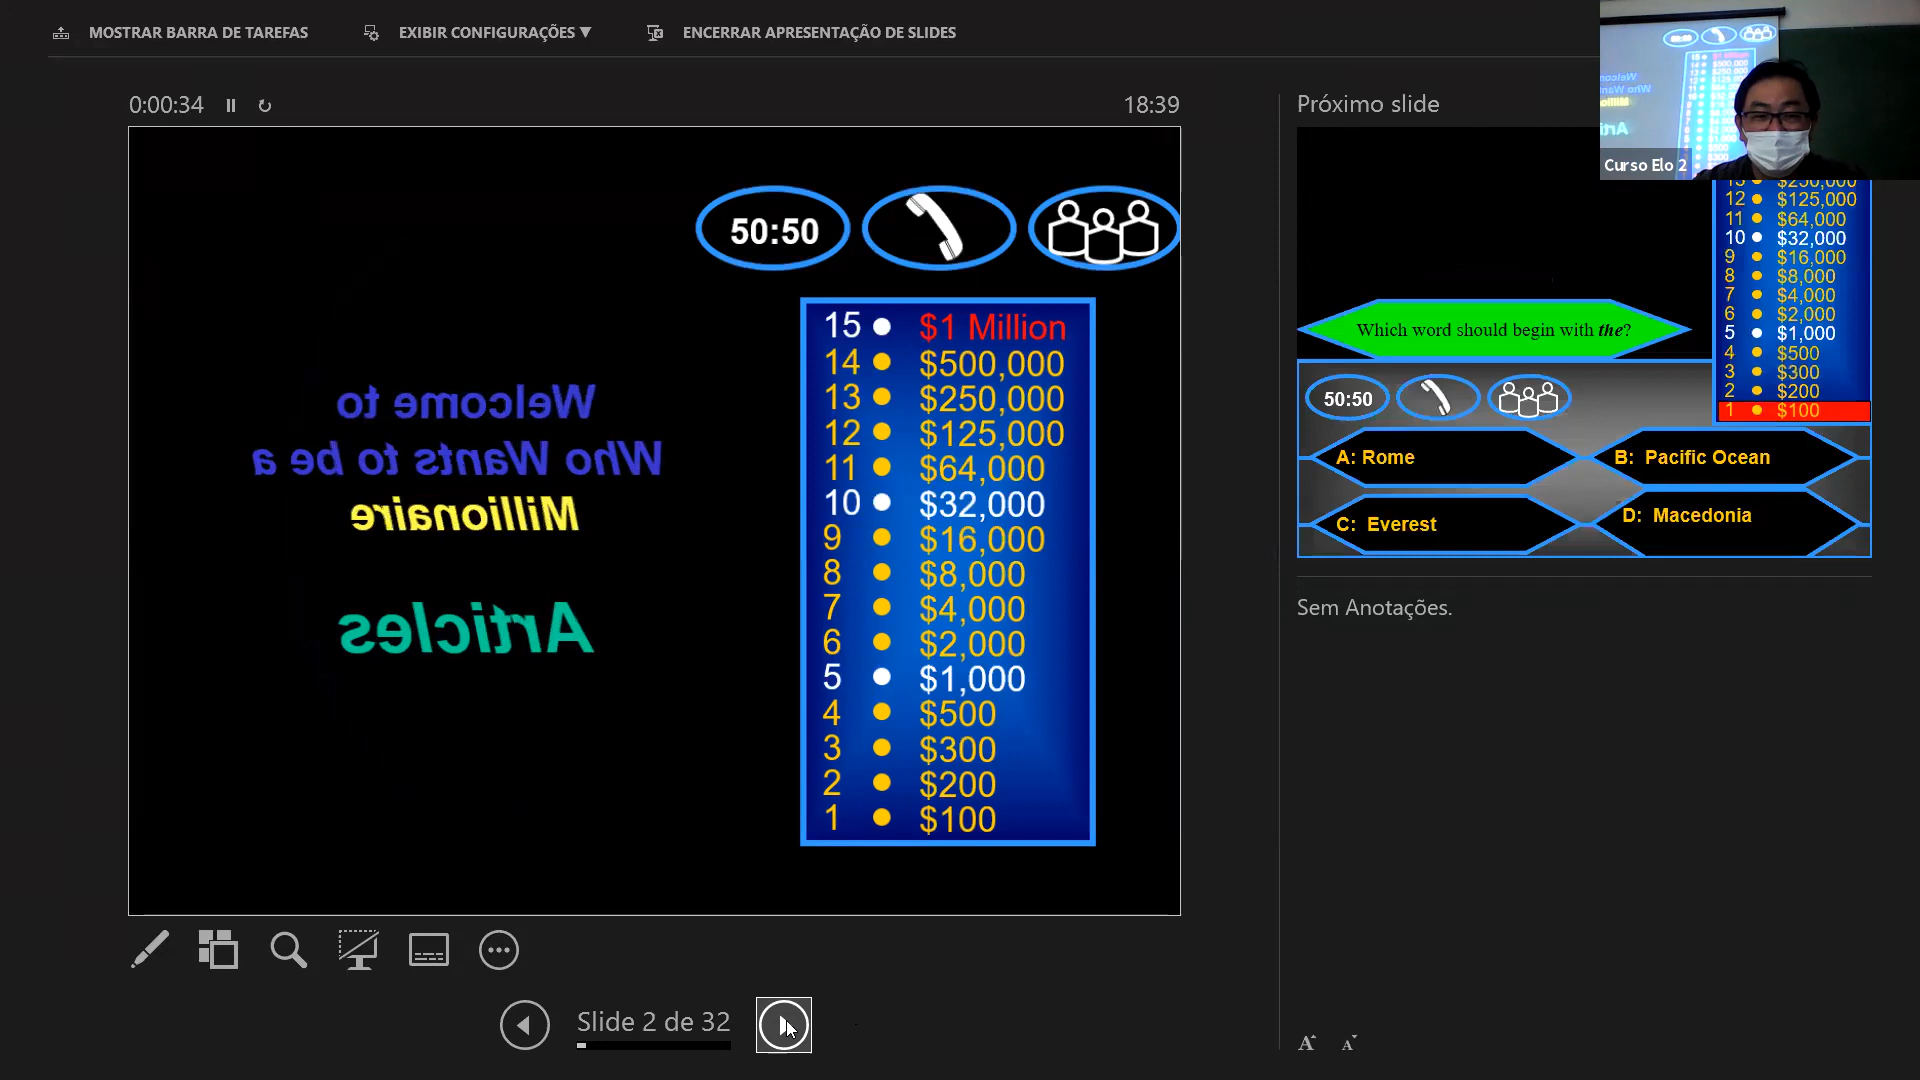 MOSTRAR BARRA DE TAREFAS
EXIBIR CONFIGURAÇÕES ▼
ENCERRAR APRESENTAÇÃO DE SLIDES
0:00:34
18:39
50:50
Welcome to
Who Wants to be a
Millionaire
Articles
15 • $1 Million
14 • $500,000
13 • $250,000
12 • $125,000
11 • $64,000
10 • $32,000
9 • $16,000
8 • $8,000
7 • $4,000
6 • $2,000
5 • $1,000
4 • $500
3 • $300
2 • $200
1 • $100
Slide 2 de 32
Próximo slide
Curso Elo 2
13 • $250,000
12 • $125,000
11 • $64,000
10 • $32,000
9 • $16,000
8 • $8,000
7 • $4,000
6 • $2,000
5 • $1,000
4 • $500
3 • $300
2 • $200
1 • $100
Which word should begin with the?
50:50
A: Rome
B: Pacific Ocean
C: Everest
D: Macedonia
Sem Anotações.
A A